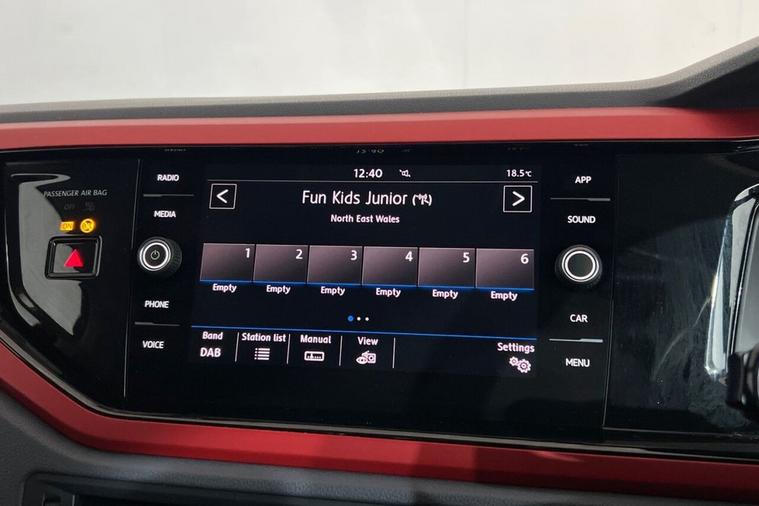 PASSENGER AIR BAG
OFF
ON
RADIO
MEDIA
PHONE
VOICE
12:40
18.5°C
Fun Kids Junior
North East Wales
1 2 3 4 5 6
Empty Empty Empty Empty Empty Empty
Band Station list Manual View Settings
DAB
APP
SOUND
CAR
MENU